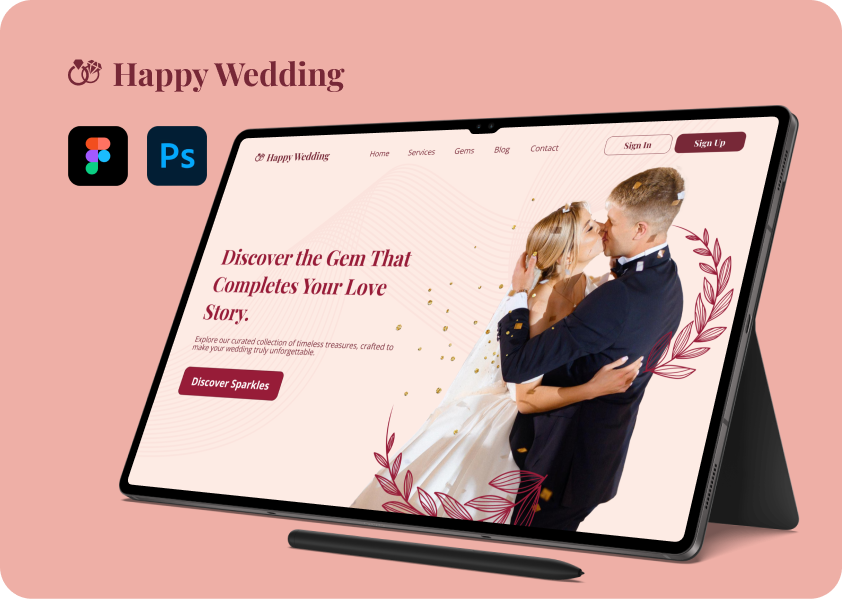 Happy Wedding
Ps
Happy Wedding
Home Services Gems Blog Contact
Sign In Sign Up
Discover the Gem That
Completes Your Love
Story.
Explore our curated collection of timeless treasures, crafted to
make your wedding truly unforgettable.
Discover Sparkles